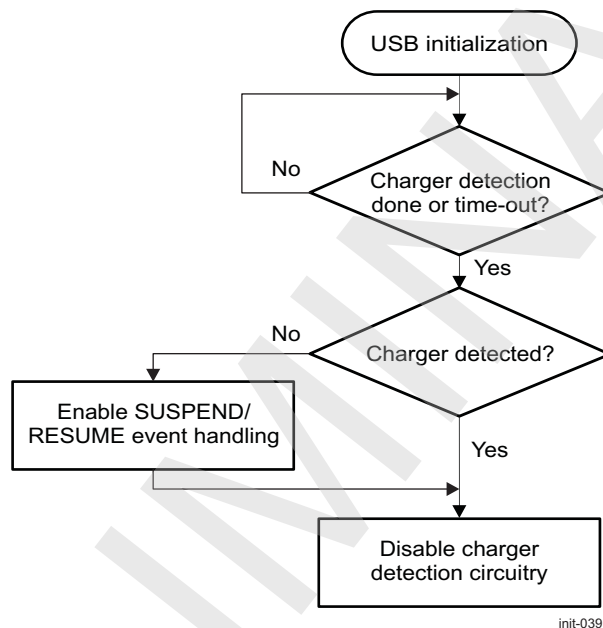 USB initialization
No
Charger detection
done or time-out?
Yes
No
Charger detected?
Enable SUSPEND/
RESUME event handling
Yes
Disable charger
detection circuitry
init-039
IMINA